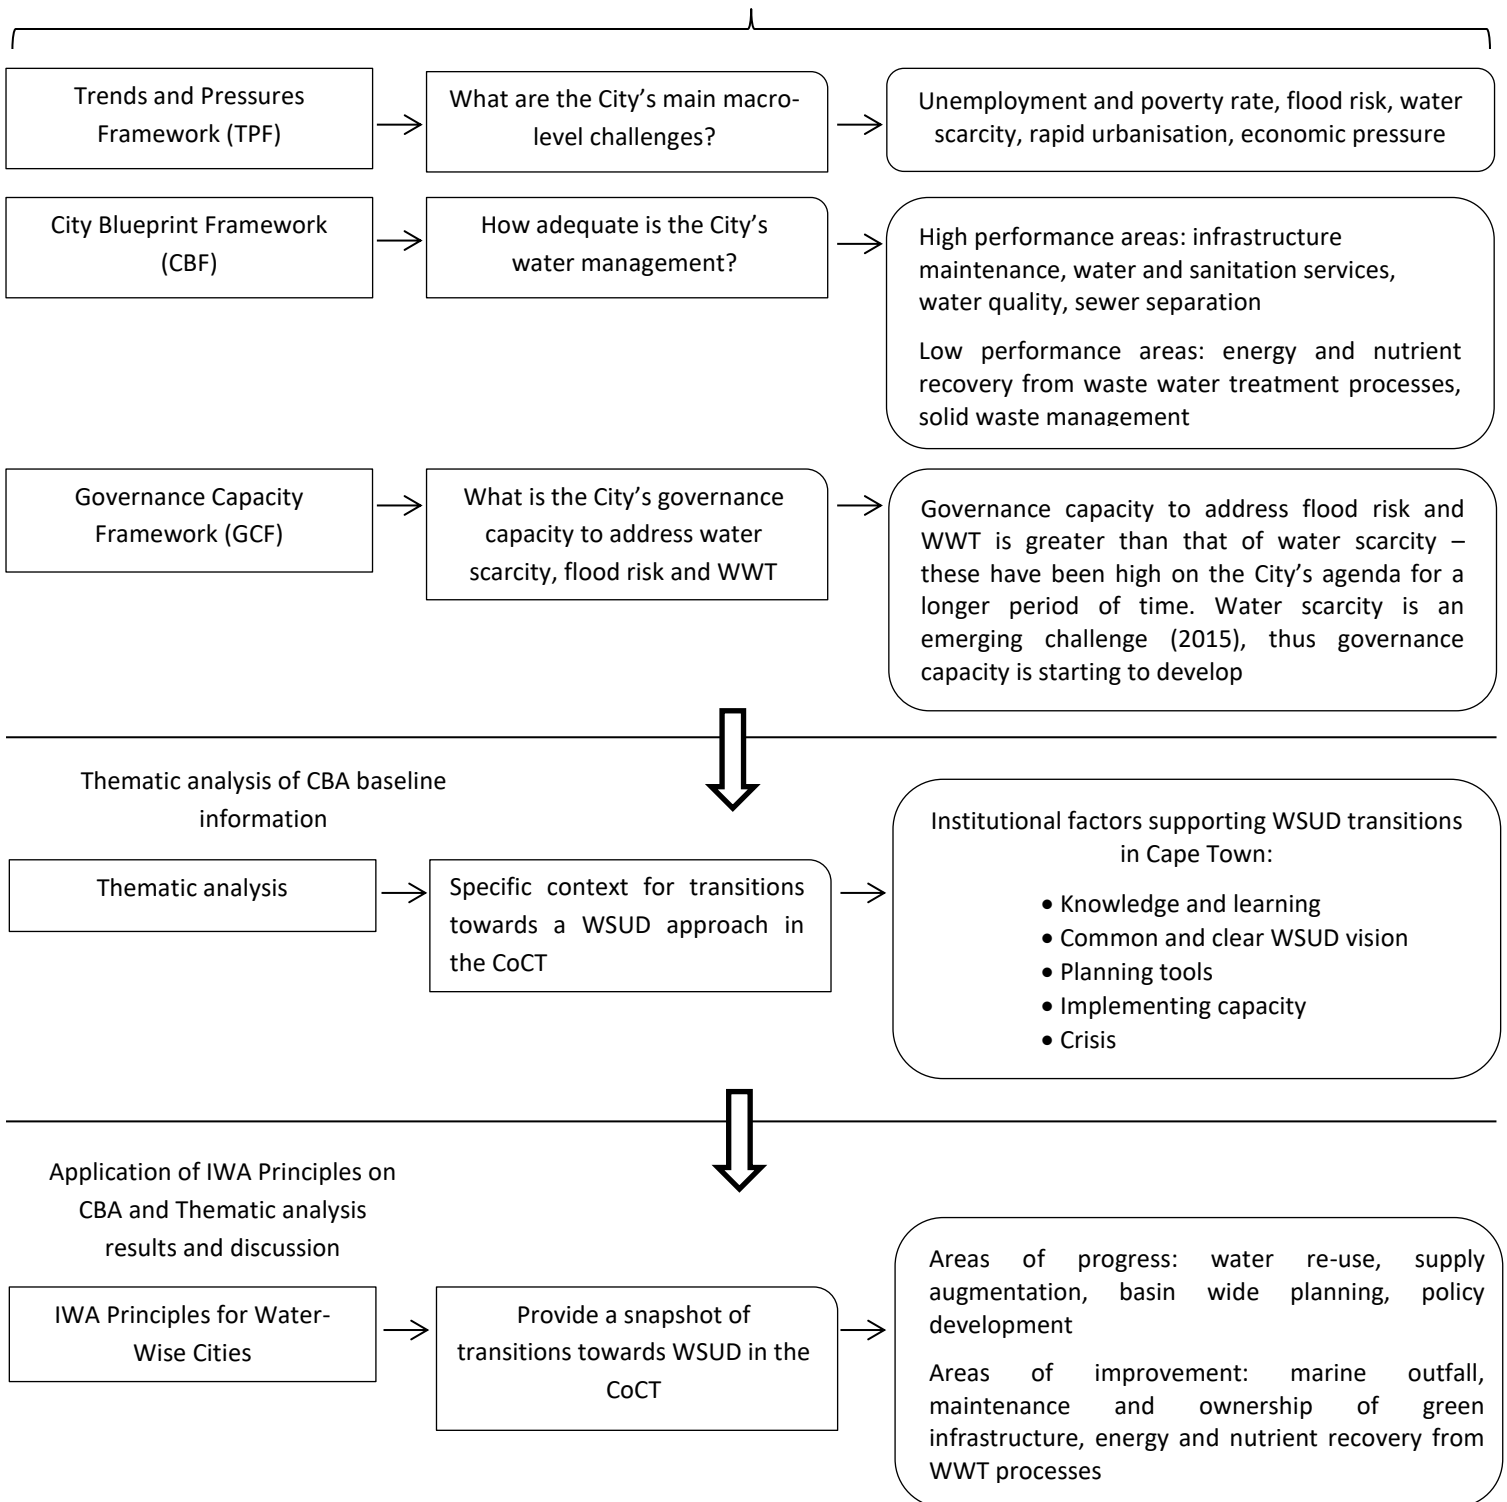 Trends and Pressures
Framework (TPF)
What are the City’s main macro-
level challenges?
Unemployment and poverty rate, flood risk, water
scarcity, rapid urbanisation, economic pressure
City Blueprint Framework
(CBF)
How adequate is the City’s
water management?
High performance areas: infrastructure
maintenance, water and sanitation services,
water quality, sewer separation
Low performance areas: energy and nutrient
recovery from waste water treatment processes,
solid waste management
Governance Capacity
Framework (GCF)
What is the City’s governance
capacity to address water
scarcity, flood risk and WWT
Governance capacity to address flood risk and
WWT is greater than that of water scarcity –
these have been high on the City’s agenda for a
longer period of time. Water scarcity is an
emerging challenge (2015), thus governance
capacity is starting to develop
Thematic analysis of CBA baseline
information
Thematic analysis
Specific context for transitions
towards a WSUD approach in
the CoCT
Institutional factors supporting WSUD transitions
in Cape Town:
• Knowledge and learning
• Common and clear WSUD vision
• Planning tools
• Implementing capacity
• Crisis
Application of IWA Principles on
CBA and Thematic analysis
results and discussion
IWA Principles for Water-
Wise Cities
Provide a snapshot of
transitions towards WSUD in the
CoCT
Areas of progress: water re-use, supply
augmentation, basin wide planning, policy
development
Areas of improvement: marine outfall,
maintenance and ownership of green
infrastructure, energy and nutrient recovery from
WWT processes